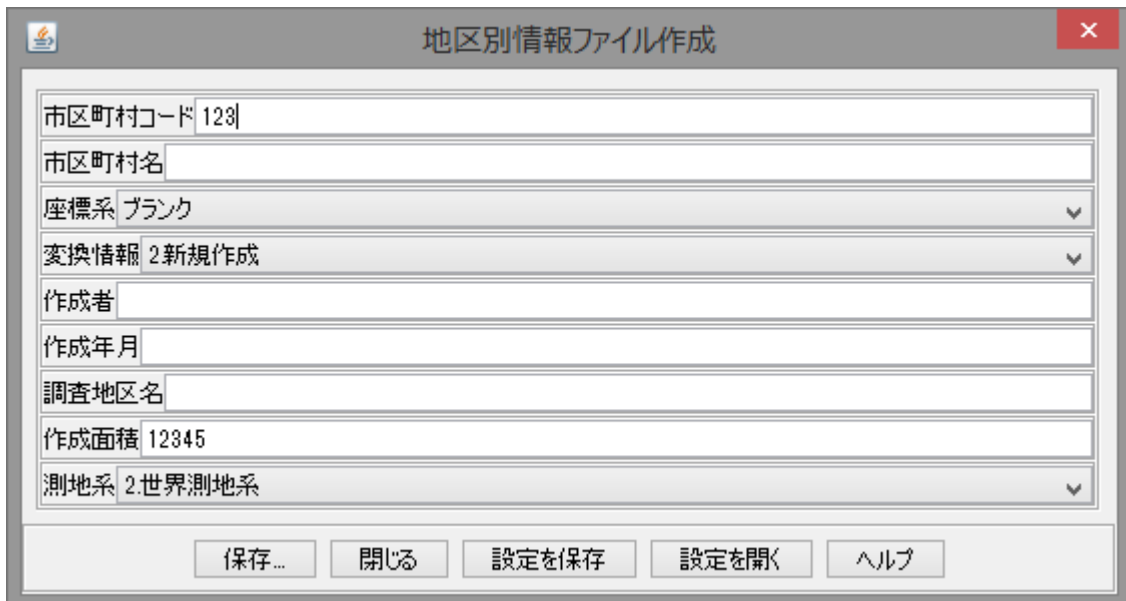 地区別情報ファイル作成
市区町村コード 123
市区町村名
座標系 ブランク
変換情報 2.新規作成
作成者
作成年月
調査地区名
作成面積 12345
測地系 2.世界測地系
保存... 閉じる 設定を保存 設定を開く ヘルプ